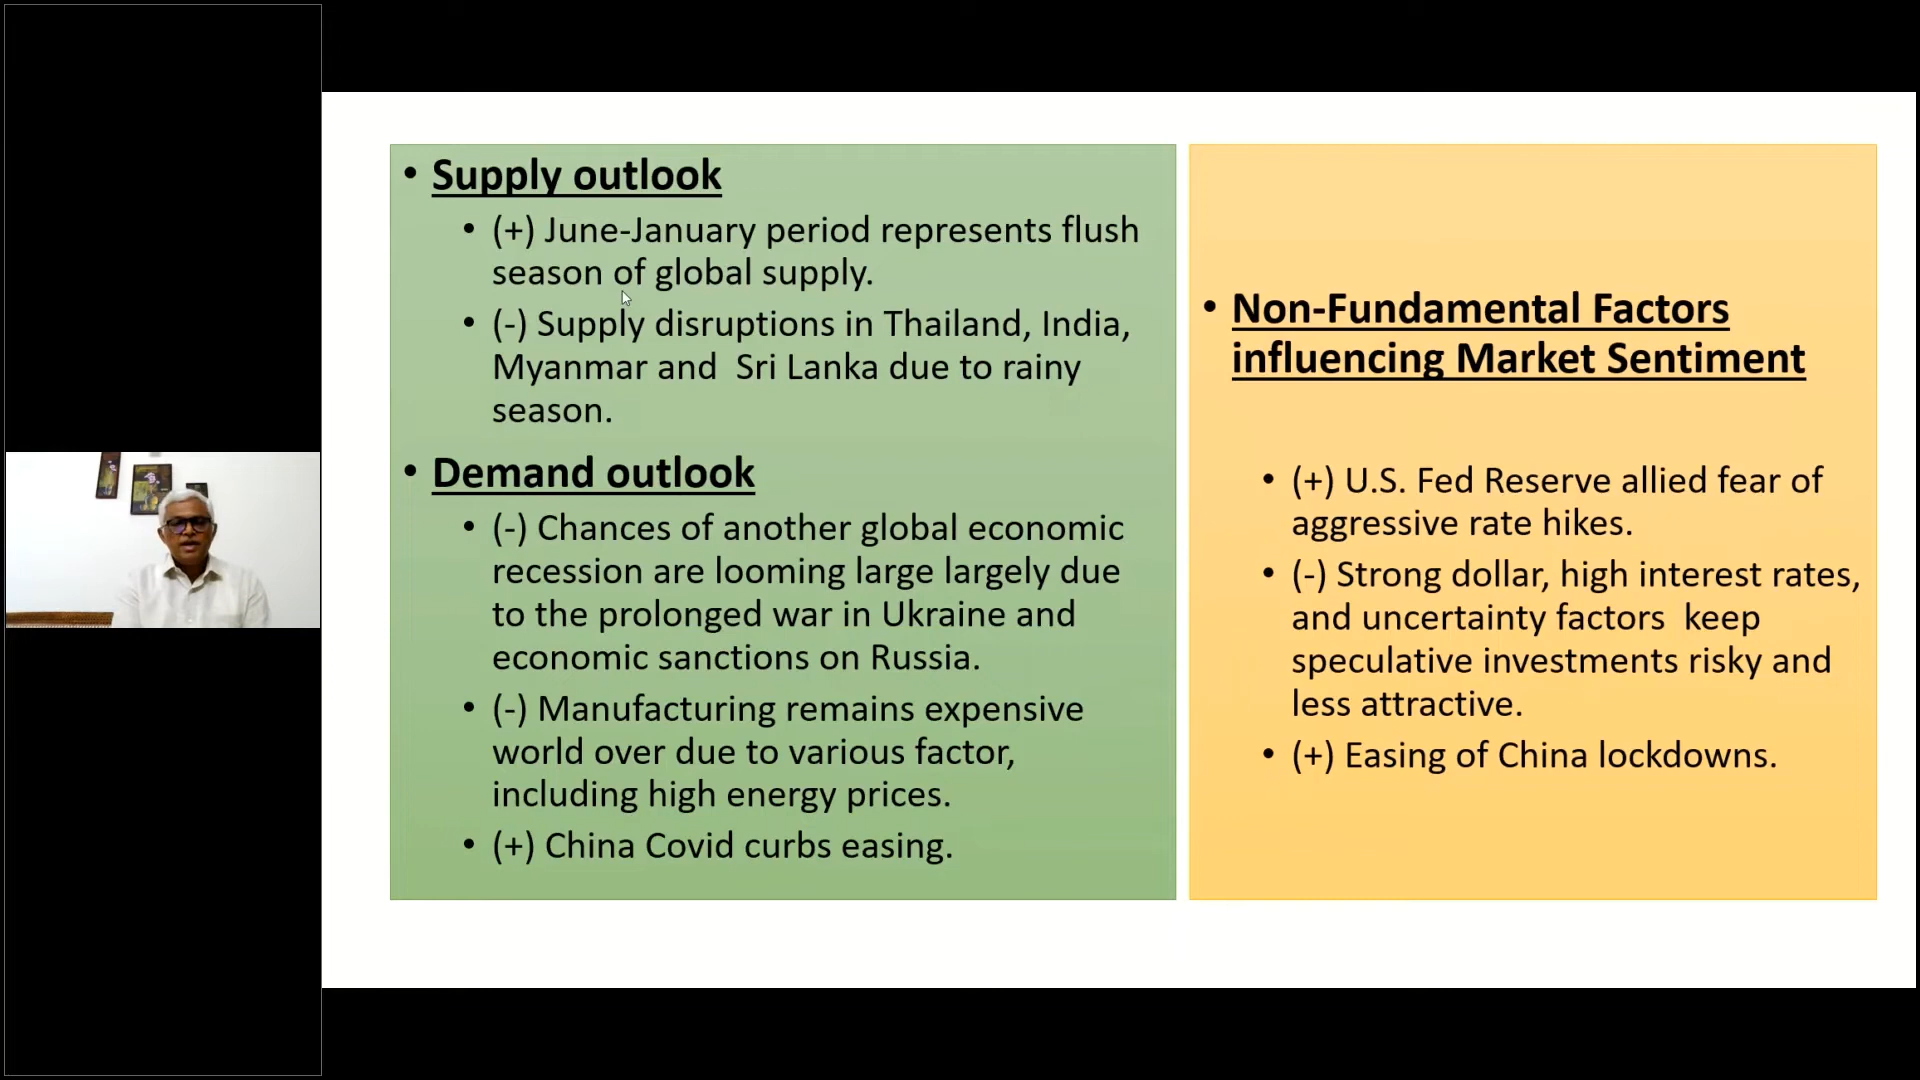 • Supply outlook
• (+) June-January period represents flush
season of global supply.
• (-) Supply disruptions in Thailand, India,
Myanmar and  Sri Lanka due to rainy
season.
• Demand outlook
• (-) Chances of another global economic
recession are looming large largely due
to the prolonged war in Ukraine and
economic sanctions on Russia.
• (-) Manufacturing remains expensive
world over due to various factor,
including high energy prices.
• (+) China Covid curbs easing.
• Non-Fundamental Factors
influencing Market Sentiment
• (+) U.S. Fed Reserve allied fear of
aggressive rate hikes.
• (-) Strong dollar, high interest rates,
and uncertainty factors  keep
speculative investments risky and
less attractive.
• (+) Easing of China lockdowns.